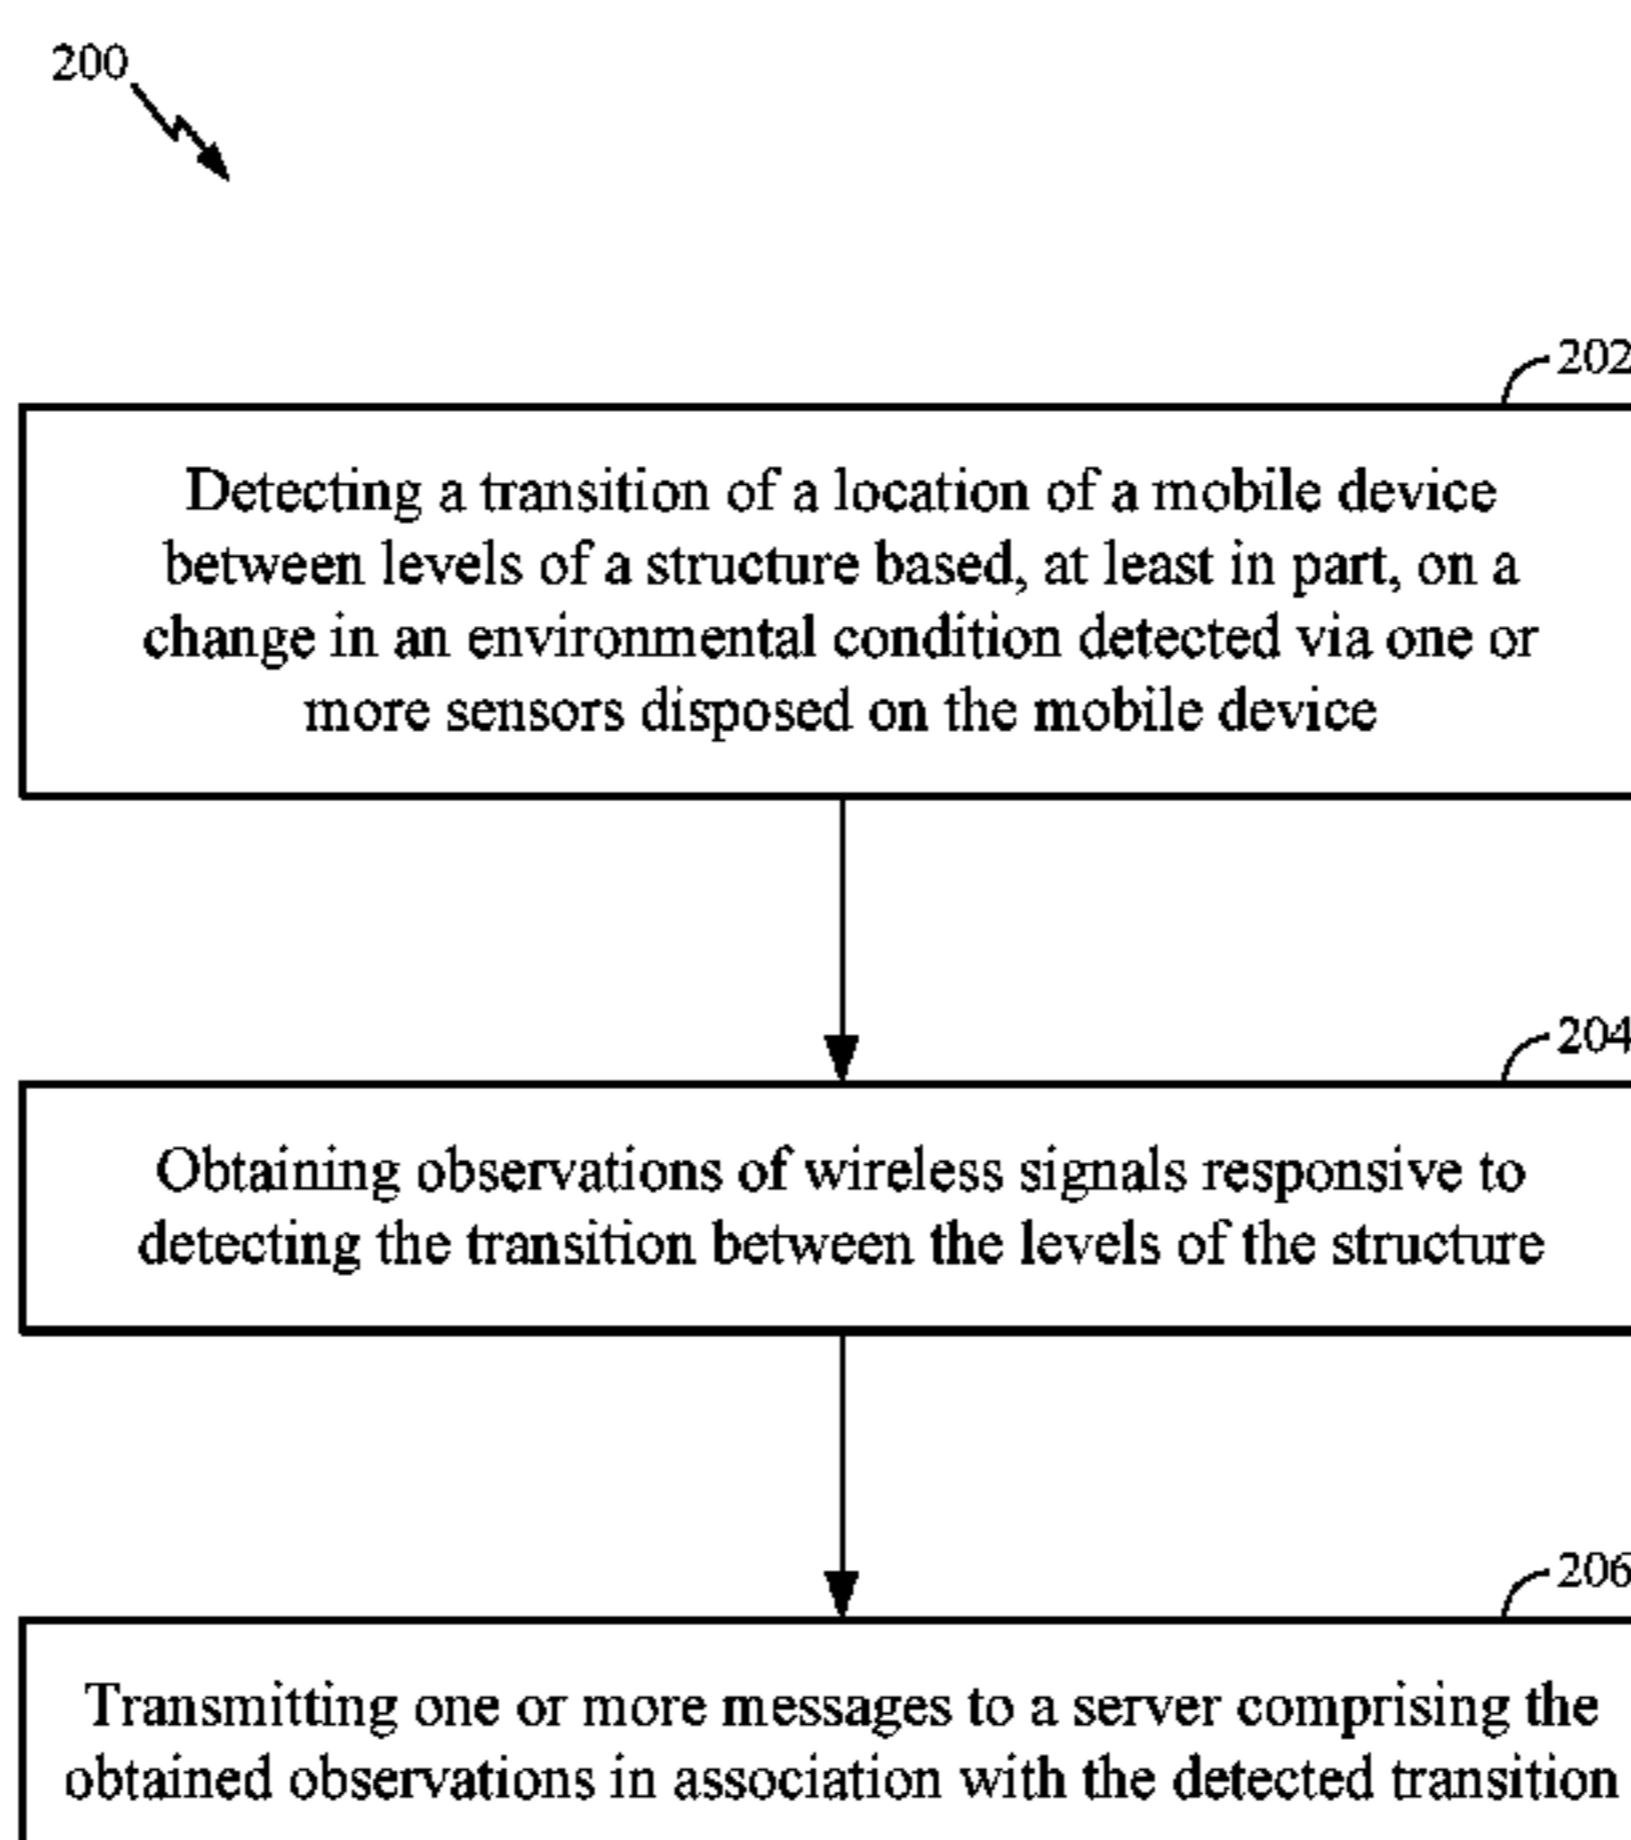 200
202
Detecting a transition of a location of a mobile device
between levels of a structure based, at least in part, on a
change in an environmental condition detected via one or
more sensors disposed on the mobile device
204
Obtaining observations of wireless signals responsive to
detecting the transition between the levels of the structure
206
Transmitting one or more messages to a server comprising the
obtained observations in association with the detected transition